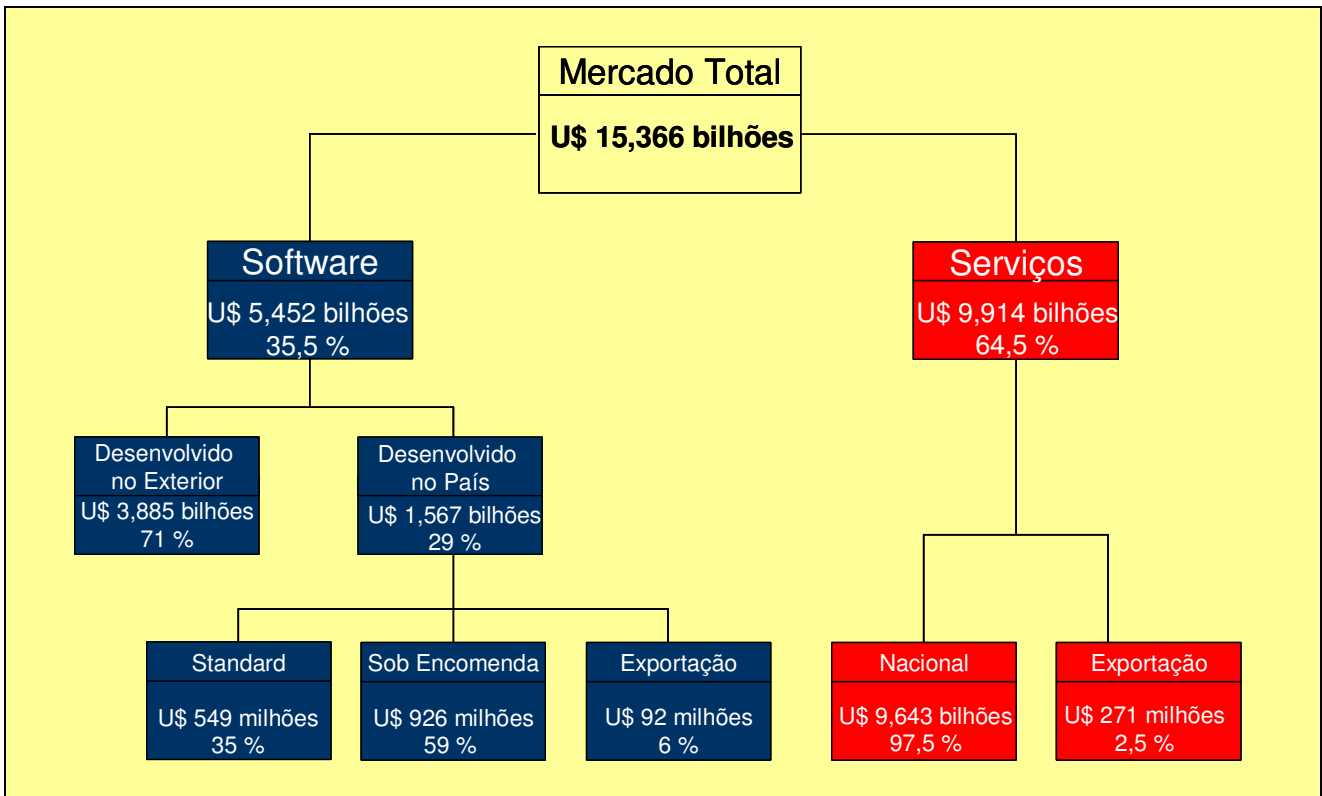 Mercado Total
U$ 15,366 bilhões
Software
U$ 5,452 bilhões
35,5 %
Serviços
U$ 9,914 bilhões
64,5 %
Desenvolvido
no Exterior
U$ 3,885 bilhões
71 %
Desenvolvido
no País
U$ 1,567 bilhões
29 %
Standard
U$ 549 milhões
35 %
Sob Encomenda
U$ 926 milhões
59 %
Exportação
U$ 92 milhões
6 %
Nacional
U$ 9,643 bilhões
97,5 %
Exportação
U$ 271 milhões
2,5 %